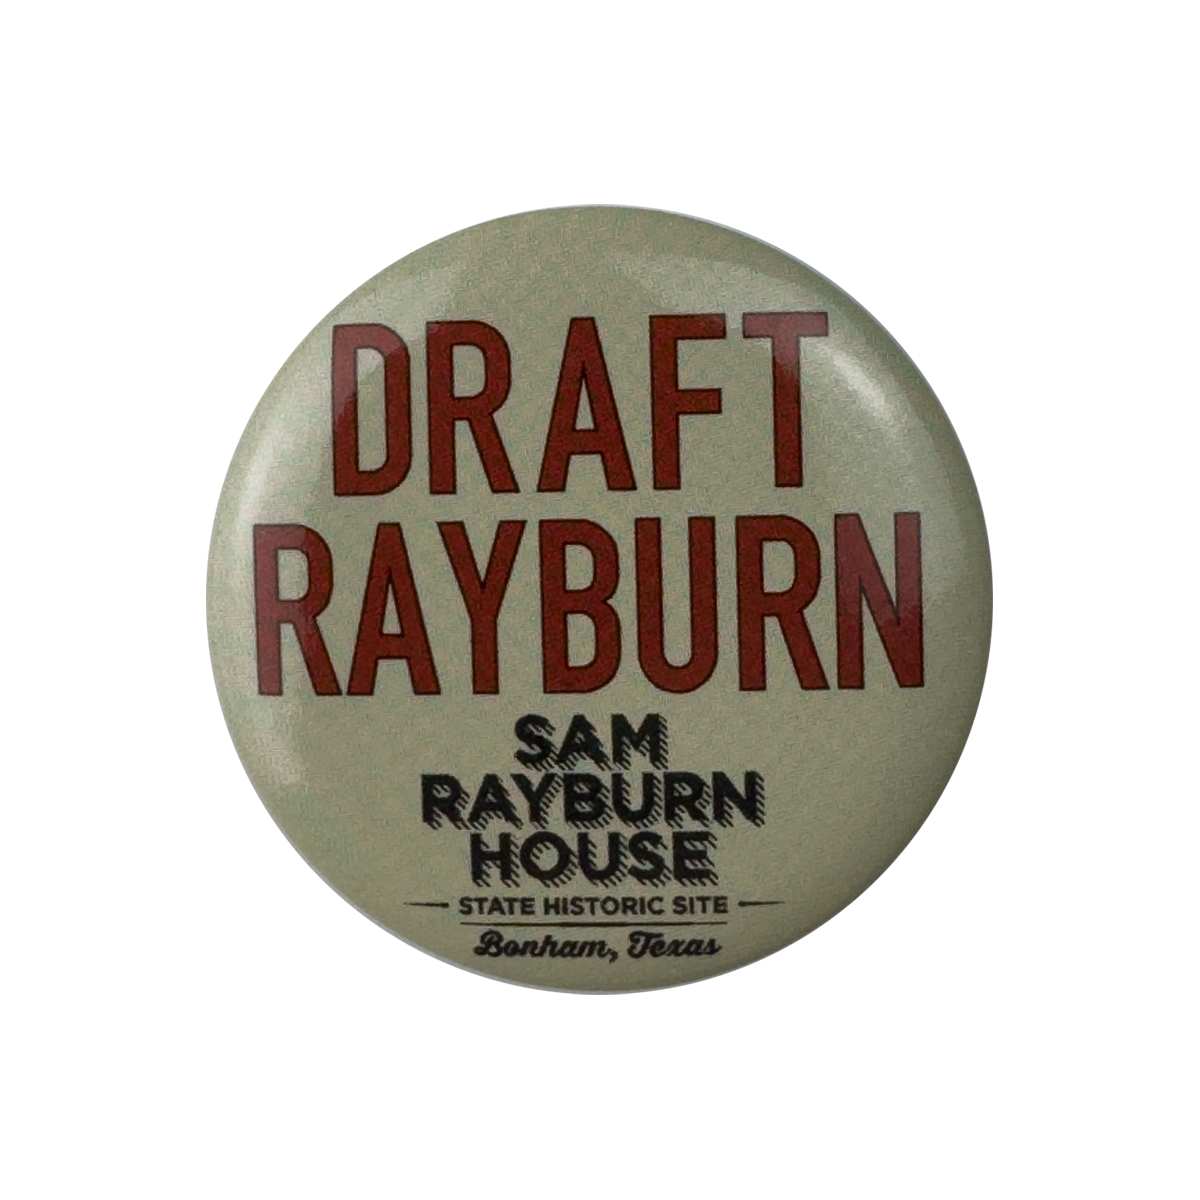 DRAFT
RAYBURN
SAM
RAYBURN
HOUSE
STATE HISTORIC SITE
Bonham, Texas